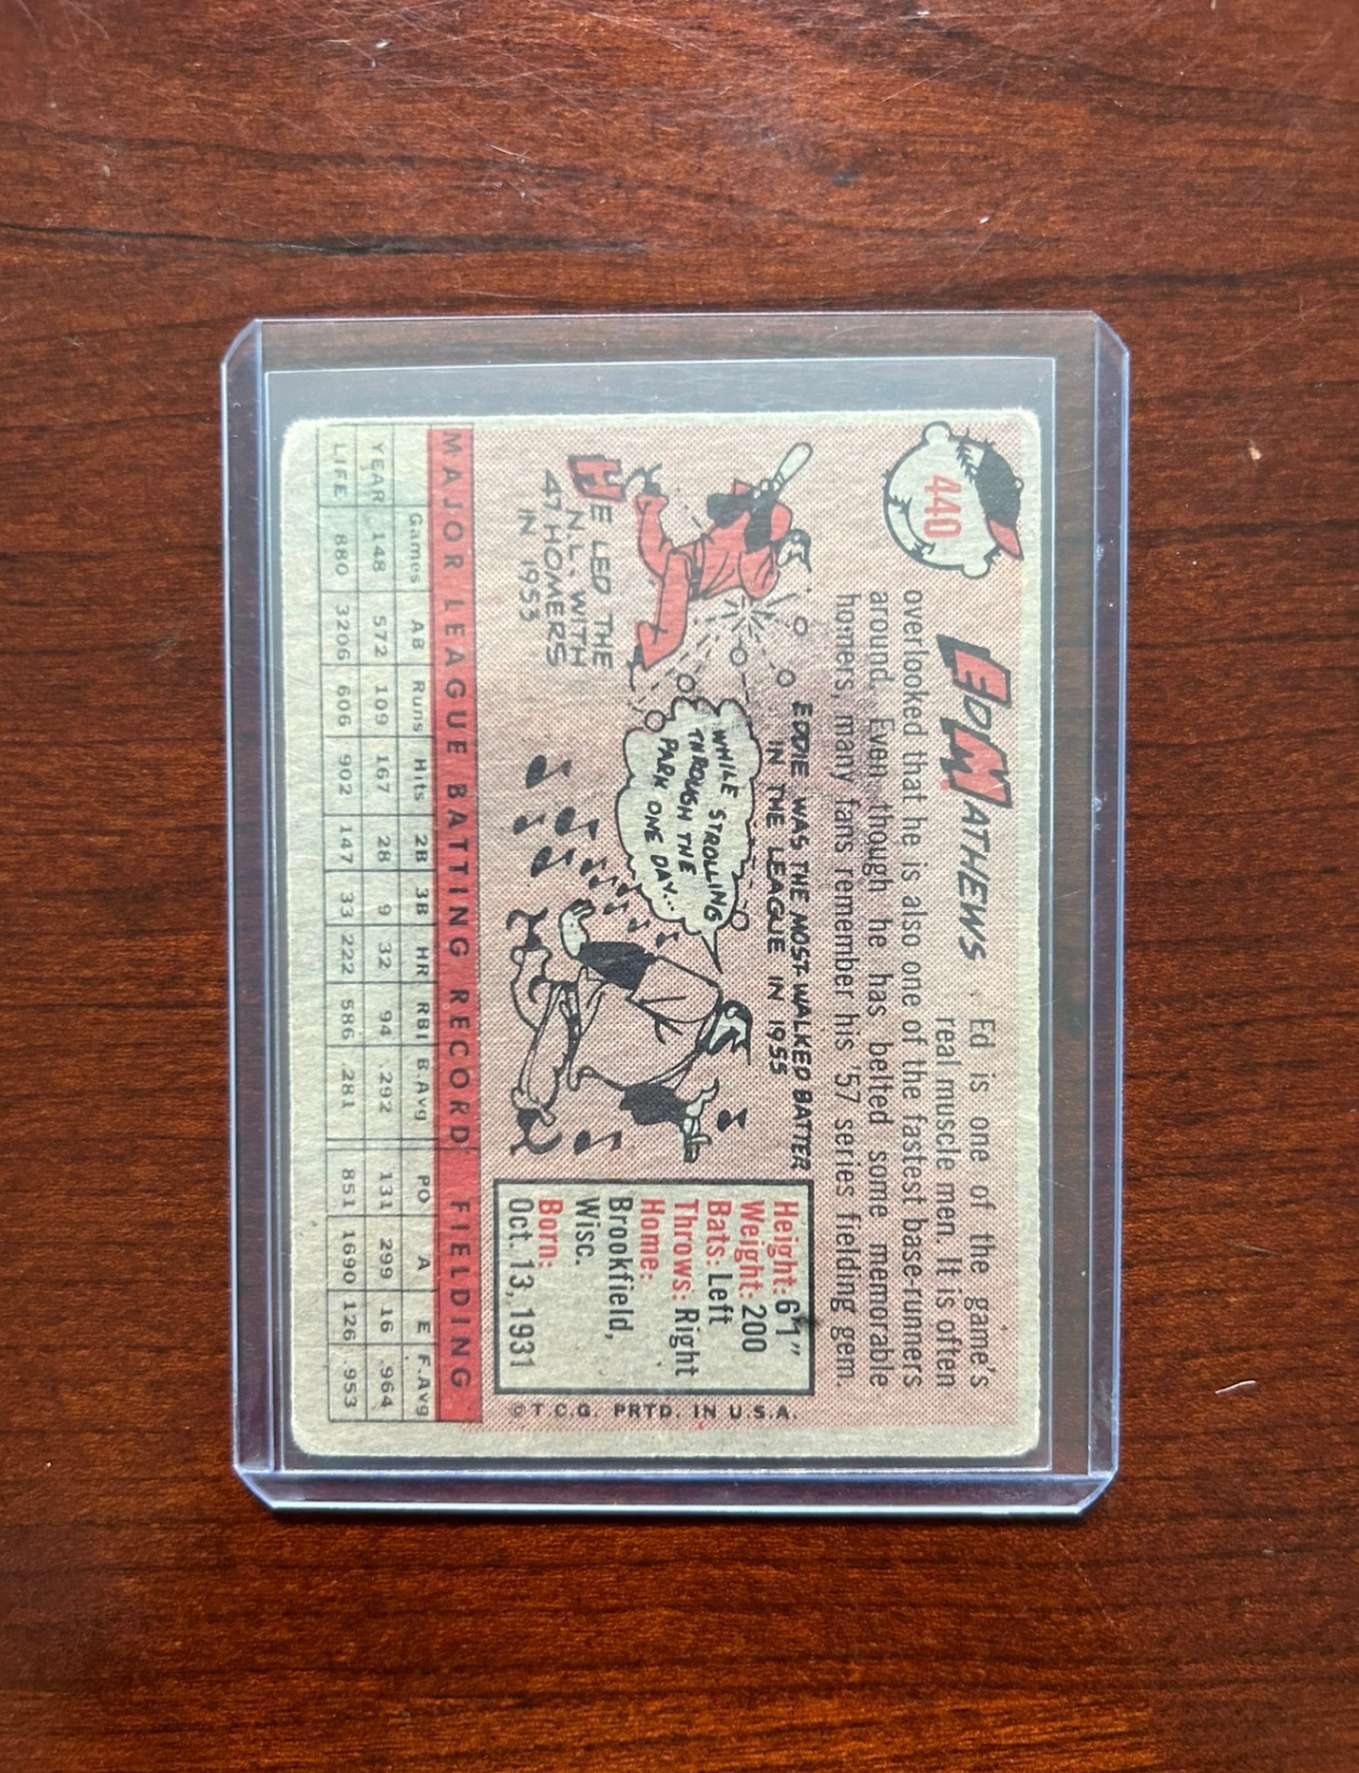 440
ED MATHEWS
Ed is one of the game's
real muscle men. It is often
overlooked that he is also one of the fastest base-runners
around. Even though he has belted some memorable
homers, many fans remember his '57 series fielding gem.
EDDIE WAS THE MOST-WALKED BATTER
IN THE LEAGUE IN 1955
WHILE STROLLING
THROUGH THE
PARK ONE DAY...
HE LED THE
N.L. WITH
47 HOMERS
IN 1953
Height: 6'1"
Weight: 200
Bats: Left
Throws: Right
Home:
Brookfield,
Wisc.
Born:
Oct. 13, 1931
©T.C.G. PRTD. IN U.S.A.
MAJOR LEAGUE BATTING RECORD FIELDING
Games AB Runs Hits 2B 3B HR RBI B.Avg PO A E F.Avg
YEAR 148 572 109 167 28 9 32 94 .292 131 299 16 .964
LIFE 880 3206 606 902 147 33 222 586 .281 851 1690 126 .953